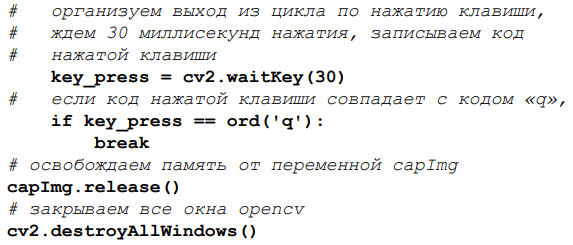 #   организуем выход из цикла по нажатию клавиши,
#   ждем 30 миллисекунд нажатия, записываем код
#   нажатой клавиши
    key_press = cv2.waitKey(30)
#   если код нажатой клавиши совпадает с кодом «q»,
    if key_press == ord('q'):
        break
# освобождаем память от переменной capImg
capImg.release()
# закрываем все окна opencv
cv2.destroyAllWindows()